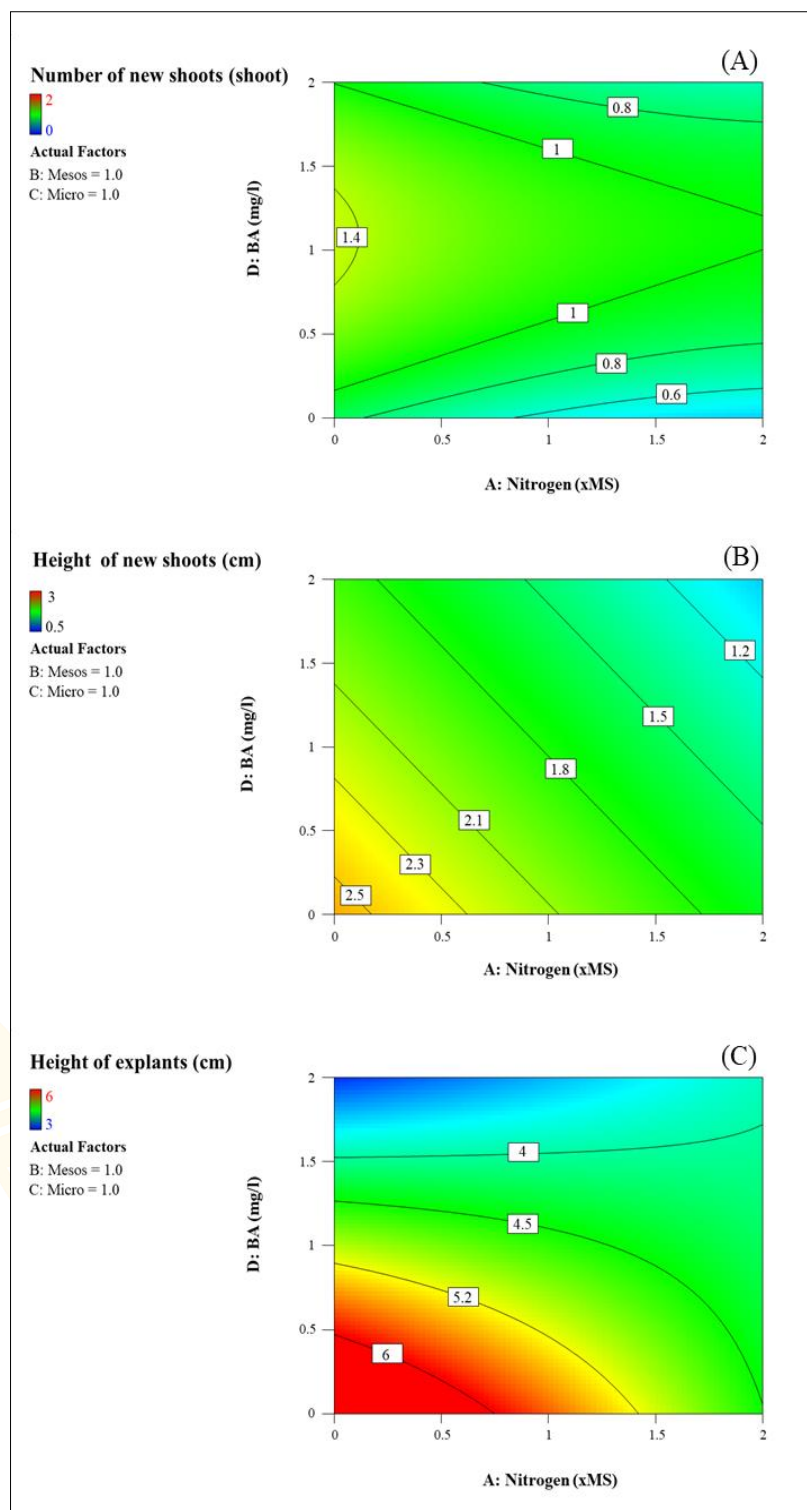 (A)
Number of new shoots (shoot)
2
0
Actual Factors
B: Mesos = 1.0
C: Micro = 1.0
D: BA (mg/l)
2
1.5
1
0.5
0
0.8
1
1.4
1
0.8
0.6
0
0.5
1
1.5
2
A: Nitrogen (xMS)
(B)
Height of new shoots (cm)
3
0.5
Actual Factors
B: Mesos = 1.0
C: Micro = 1.0
D: BA (mg/l)
2
1.5
1
0.5
0
1.2
1.5
1.8
2.1
2.3
2.5
0
0.5
1
1.5
2
A: Nitrogen (xMS)
(C)
Height of explants (cm)
6
3
Actual Factors
B: Mesos = 1.0
C: Micro = 1.0
D: BA (mg/l)
2
1.5
1
0.5
0
4
4.5
5.2
6
0
0.5
1
1.5
2
A: Nitrogen (xMS)